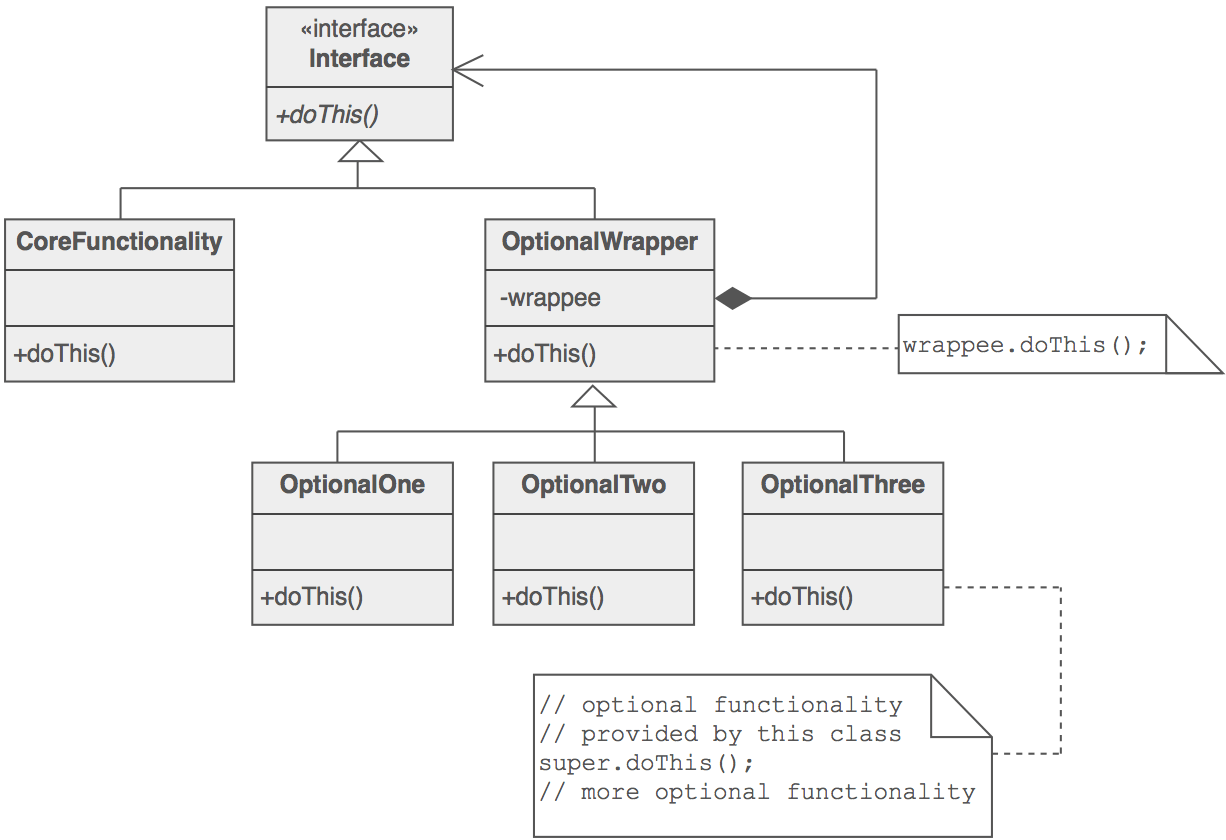 «interface»
Interface
+doThis()
CoreFunctionality
+doThis()
OptionalWrapper
-wrappee
+doThis()
wrappee.doThis();
OptionalOne
+doThis()
OptionalTwo
+doThis()
OptionalThree
+doThis()
// optional functionality
// provided by this class
super.doThis();
// more optional functionality